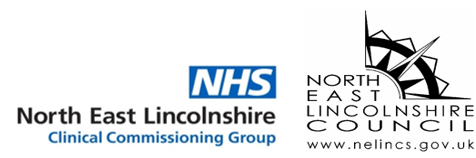 NHS
North East Lincolnshire
Clinical Commissioning Group
NORTH
EAST
LINCOLNSHIRE
COUNCIL
www.nelincs.gov.uk